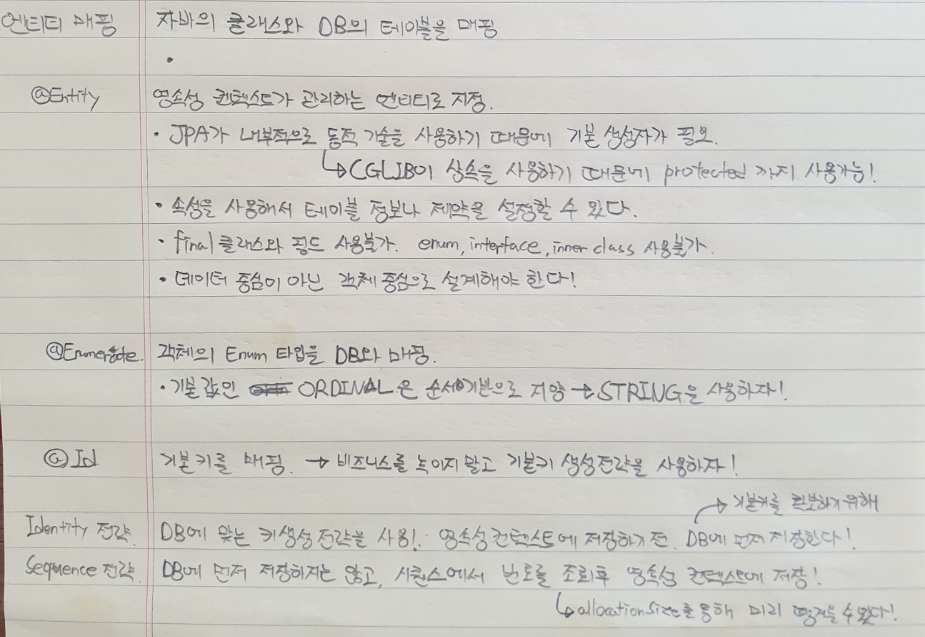 엔티티 매핑 자바의 클래스와 DB의 테이블을 매핑
•
@Entity 영속성 컨텍스트가 관리하는 엔티티로 지정.
• JPA가 내부적으로 동적 기술을 사용하기 때문에 기본 생성자가 필요.
↳ CGLIB이 상속을 사용하기 때문에 protected 까지 사용가능!
• 속성을 사용해서 테이블 정보나 제약을 설정할 수 있다.
• final 클래스와 필드 사용불가. enum, interface, inner class 사용불가.
• 데이터 중심이 아닌 객체 중심으로 설계해야 한다!
@Enumerate. 객체의 Enum 타입을 DB와 매핑.
• 기본값인 ORDINAL은 순서기반으로 지양 → STRING을 사용하자!
@Id 기본키를 매핑. → 비즈니스를 녹이지 말고 기본키 생성전략을 사용하자!
→ 기본키를 확보하기 위해
Identity 전략 DB에 맞는 키생성 전략을 사용!. 영속성 컨텍스트에 저장하기 전. DB에 먼저 저장한다!
Sequence 전략. DB에 먼저 저장하지는 않고, 시퀀스에서 번호를 조회후 영속성 컨텍스트에 저장!
↳ allocationSize를 통해 미리 땡겨올 수 있다!